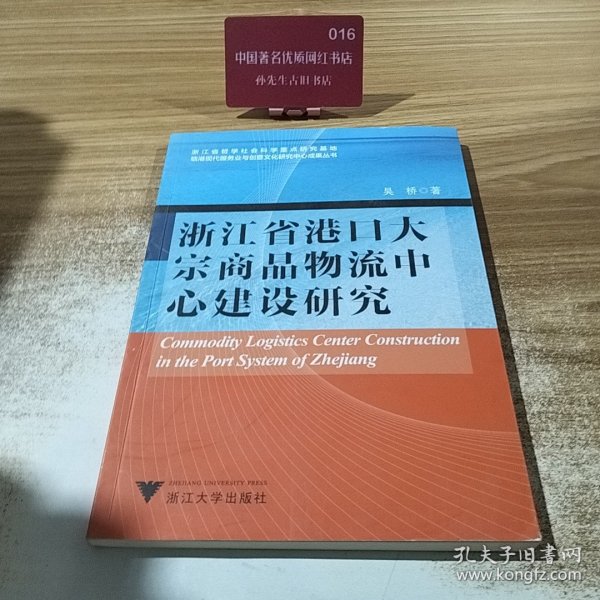 016
中国著名优质网红书店
孙先生古旧书店
浙江省哲学社会科学重点研究基地
临港现代服务业与创意文化研究中心成果丛书
吴 桥◎著
浙江省港口大
宗商品物流中
心建设研究
Commodity Logistics Center Construction
in the Port System of Zhejiang
ZHEJIANG UNIVERSITY PRESS
浙江大学出版社
孔夫子旧书网
www.kongfz.com